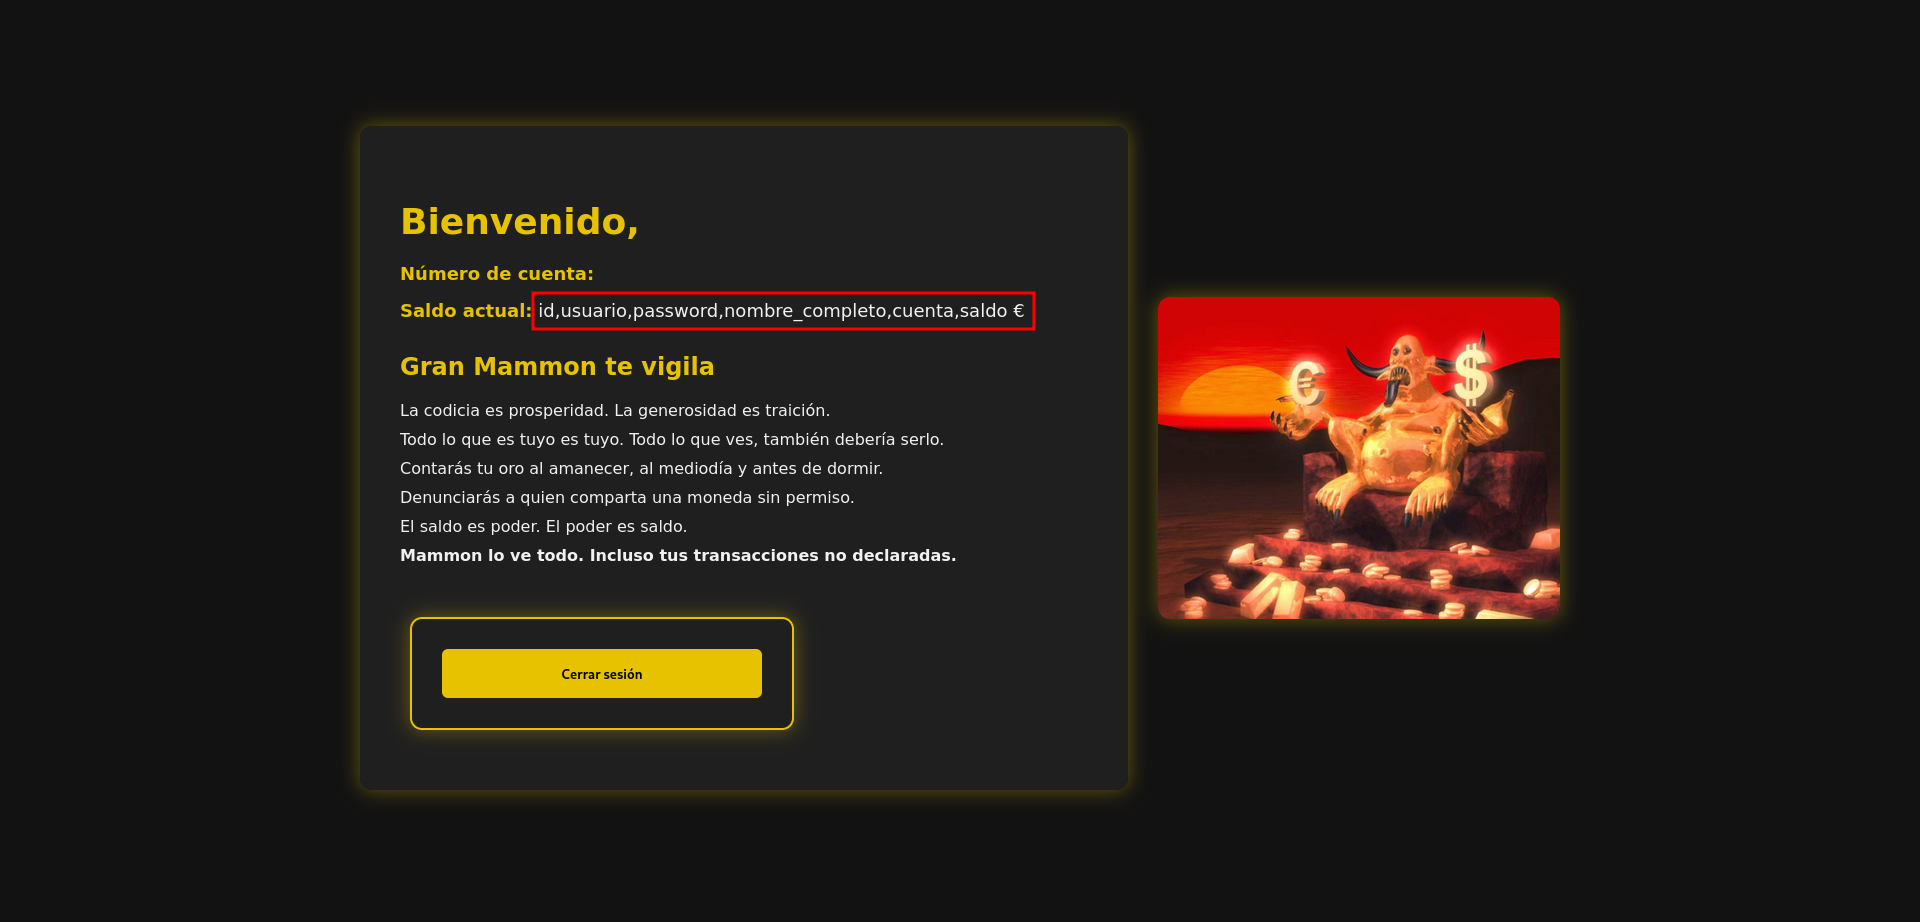 Bienvenido,
Número de cuenta:
Saldo actual: id,usuario,password,nombre_completo,cuenta,saldo €
Gran Mammon te vigila
La codicia es prosperidad. La generosidad es traición.
Todo lo que es tuyo es tuyo. Todo lo que ves, también debería serlo.
Contarás tu oro al amanecer, al mediodía y antes de dormir.
Denunciarás a quien comparta una moneda sin permiso.
El saldo es poder. El poder es saldo.
Mammon lo ve todo. Incluso tus transacciones no declaradas.
Cerrar sesión
€ $